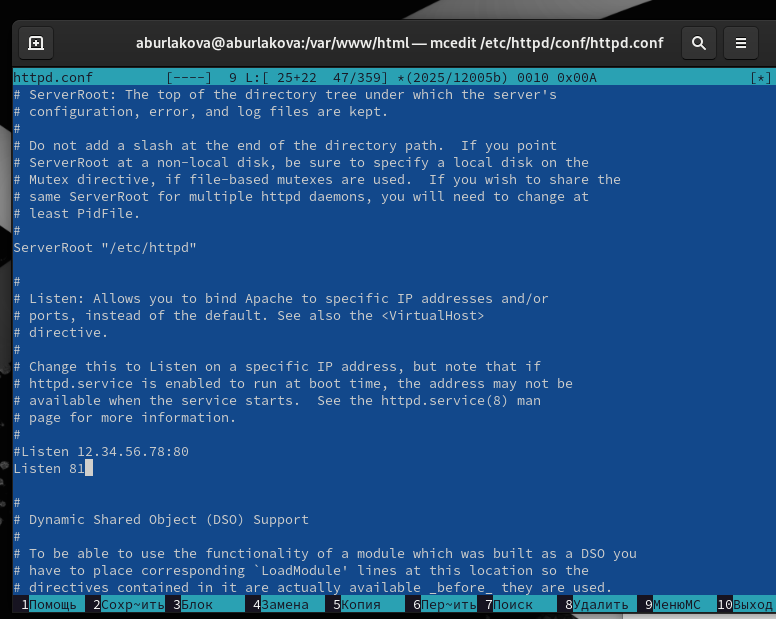 aburlakova@aburlakova:/var/www/html — mcedit /etc/httpd/conf/httpd.conf
httpd.conf         [----]  9 L:[ 25+22  47/359] *(2025/12005b) 0010 0x00A                   [*]
# ServerRoot: The top of the directory tree under which the server's
# configuration, error, and log files are kept.
#
# Do not add a slash at the end of the directory path.  If you point
# ServerRoot at a non-local disk, be sure to specify a local disk on the
# Mutex directive, if file-based mutexes are used.  If you wish to share the
# same ServerRoot for multiple httpd daemons, you will need to change at
# least PidFile.
#
ServerRoot "/etc/httpd"

#
# Listen: Allows you to bind Apache to specific IP addresses and/or
# ports, instead of the default. See also the <VirtualHost>
# directive.
#
# Change this to Listen on a specific IP address, but note that if
# httpd.service is enabled to run at boot time, the address may not be
# available when the service starts.  See the httpd.service(8) man
# page for more information.
#
#Listen 12.34.56.78:80
Listen 81

#
# Dynamic Shared Object (DSO) Support
#
# To be able to use the functionality of a module which was built as a DSO you
# have to place corresponding `LoadModule' lines at this location so the
# directives contained in it are actually available _before_ they are used.
1Помощь 2Сохр~ить 3Блок 4Замена 5Копия 6Пер~ить 7Поиск 8Удалить 9МенюMC 10Выход